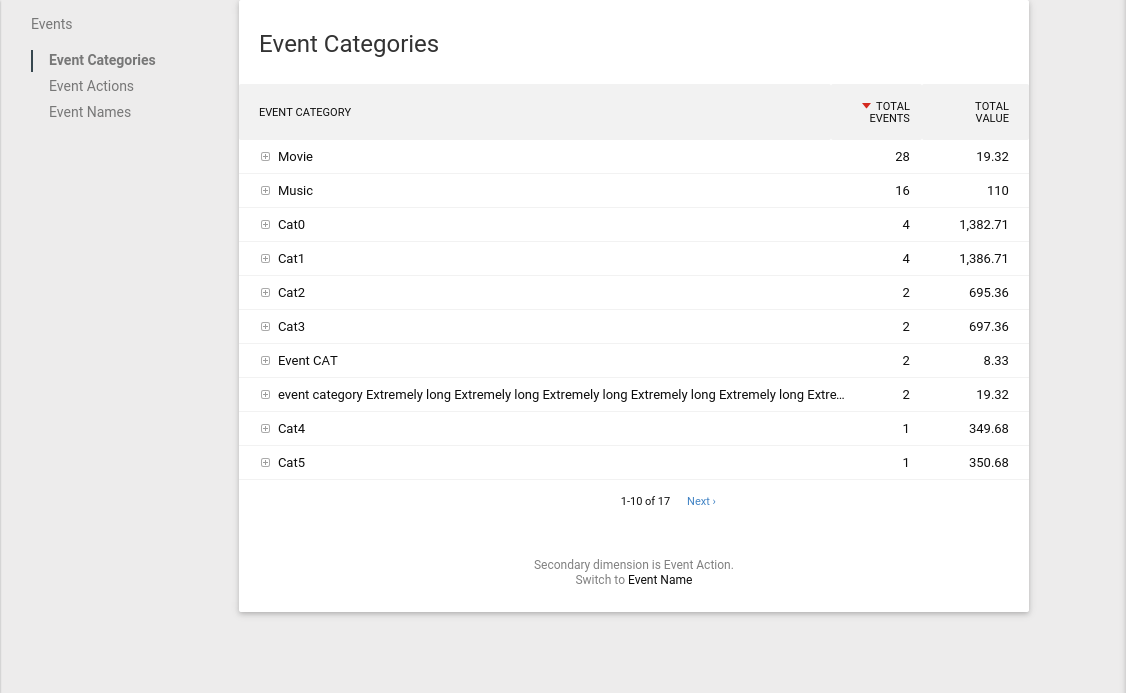 Events
Event Categories
Event Actions
Event Names
Event Categories
EVENT CATEGORY TOTAL EVENTS TOTAL VALUE
Movie 28 19.32
Music 16 110
Cat0 4 1,382.71
Cat1 4 1,386.71
Cat2 2 695.36
Cat3 2 697.36
Event CAT 2 8.33
event category Extremely long Extremely long Extremely long Extremely long Extremely long Extre… 2 19.32
Cat4 1 349.68
Cat5 1 350.68
1-10 of 17 Next ›
Secondary dimension is Event Action.
Switch to Event Name